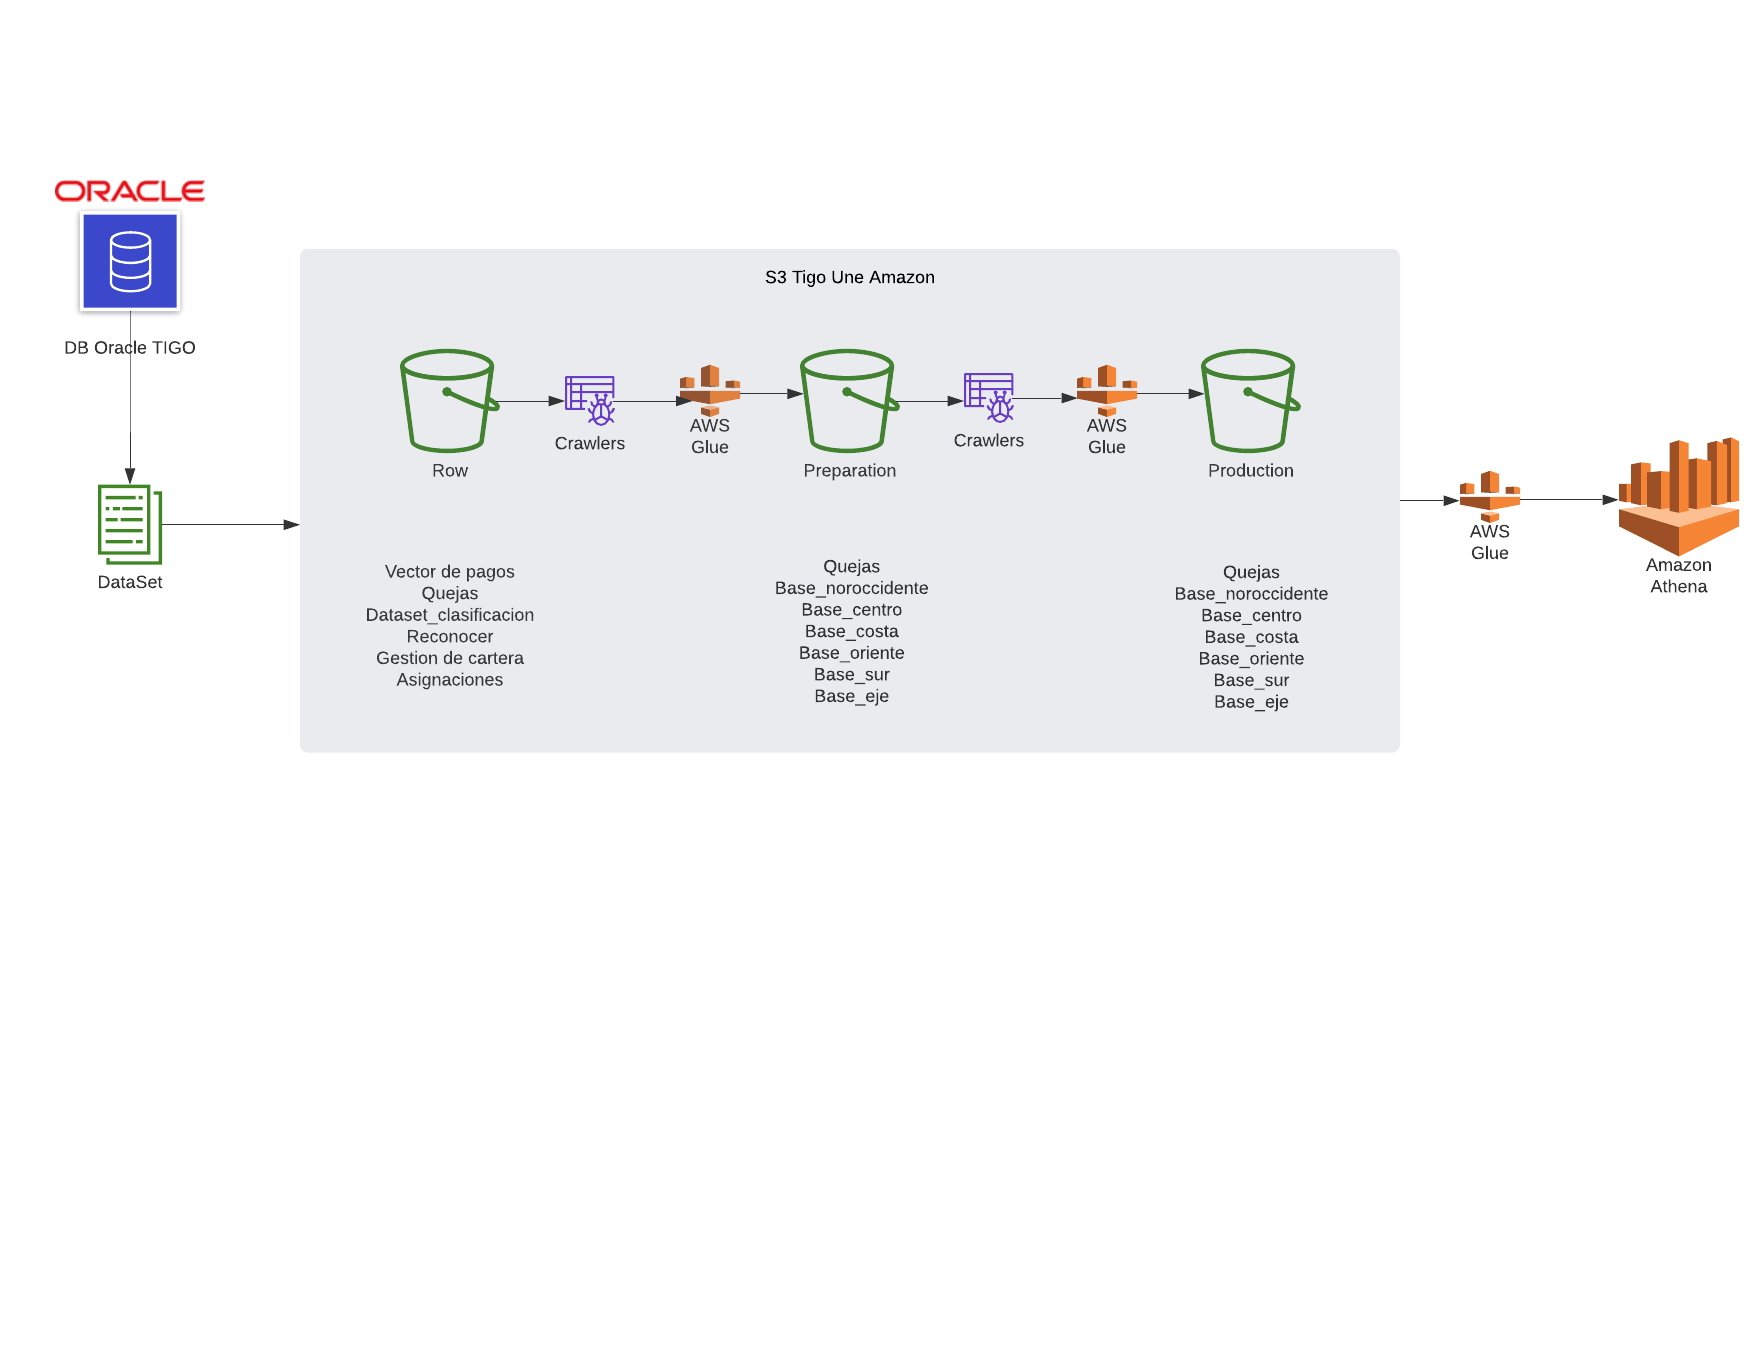 ORACLE
DB Oracle TIGO
DataSet
S3 Tigo Une Amazon
Row
Crawlers
AWS
Glue
Preparation
Crawlers
AWS
Glue
Production
Vector de pagos
Quejas
Dataset_clasificacion
Reconocer
Gestion de cartera
Asignaciones
Quejas
Base_noroccidente
Base_centro
Base_costa
Base_oriente
Base_sur
Base_eje
Quejas
Base_noroccidente
Base_centro
Base_costa
Base_oriente
Base_sur
Base_eje
AWS
Glue
Amazon
Athena